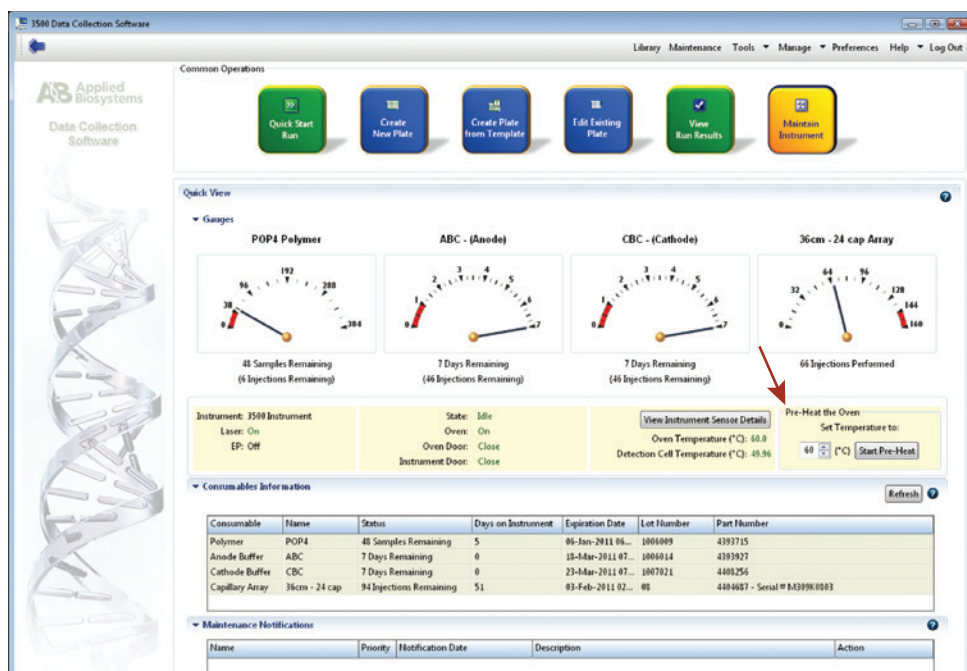 3500 Data Collection Software
Library Maintenance Tools Manage Preferences Help Log Out
AB Applied
Biosystems
Data Collection
Software
Common Operations
Quick Start
Run
Create
New Plate
Create Plate
from Template
Edit Existing
Plate
View
Run Results
Maintain
Instrument
Quick View
Gauges
POP4 Polymer
0 38 96 192 288 384
48 Samples Remaining
(6 Injections Remaining)
ABC - (Anode)
0 1 2 3 4 5 6 7
7 Days Remaining
(46 Injections Remaining)
CBC - (Cathode)
0 1 2 3 4 5 6 7
7 Days Remaining
(46 Injections Remaining)
36cm - 24 cap Array
0 32 64 96 128 144 160
66 Injections Performed
Instrument: 3500 Instrument
Laser: On
EP: Off
State: Idle
Oven: On
Oven Door: Close
Instrument Door: Close
View Instrument Sensor Details
Oven Temperature (°C): 60.0
Detection Cell Temperature (°C): 49.96
Pre-Heat the Oven
Set Temperature to:
60 (°C) Start Pre-Heat
Consumables Information
Refresh
Consumable Name Status Days on Instrument Expiration Date Lot Number Part Number
Polymer POP4 48 Samples Remaining 5 06-Jan-2011 06... 1006009 4393715
Anode Buffer ABC 7 Days Remaining 0 18-Mar-2011 07... 1006014 4393927
Cathode Buffer CBC 7 Days Remaining 0 23-Mar-2011 07... 1007021 4408256
Capillary Array 36cm - 24 cap 94 Injections Remaining 51 03-Feb-2011 02... 08 4404687 - Serial # M309K0803
Maintenance Notifications
Name Priority Notification Date Description Action